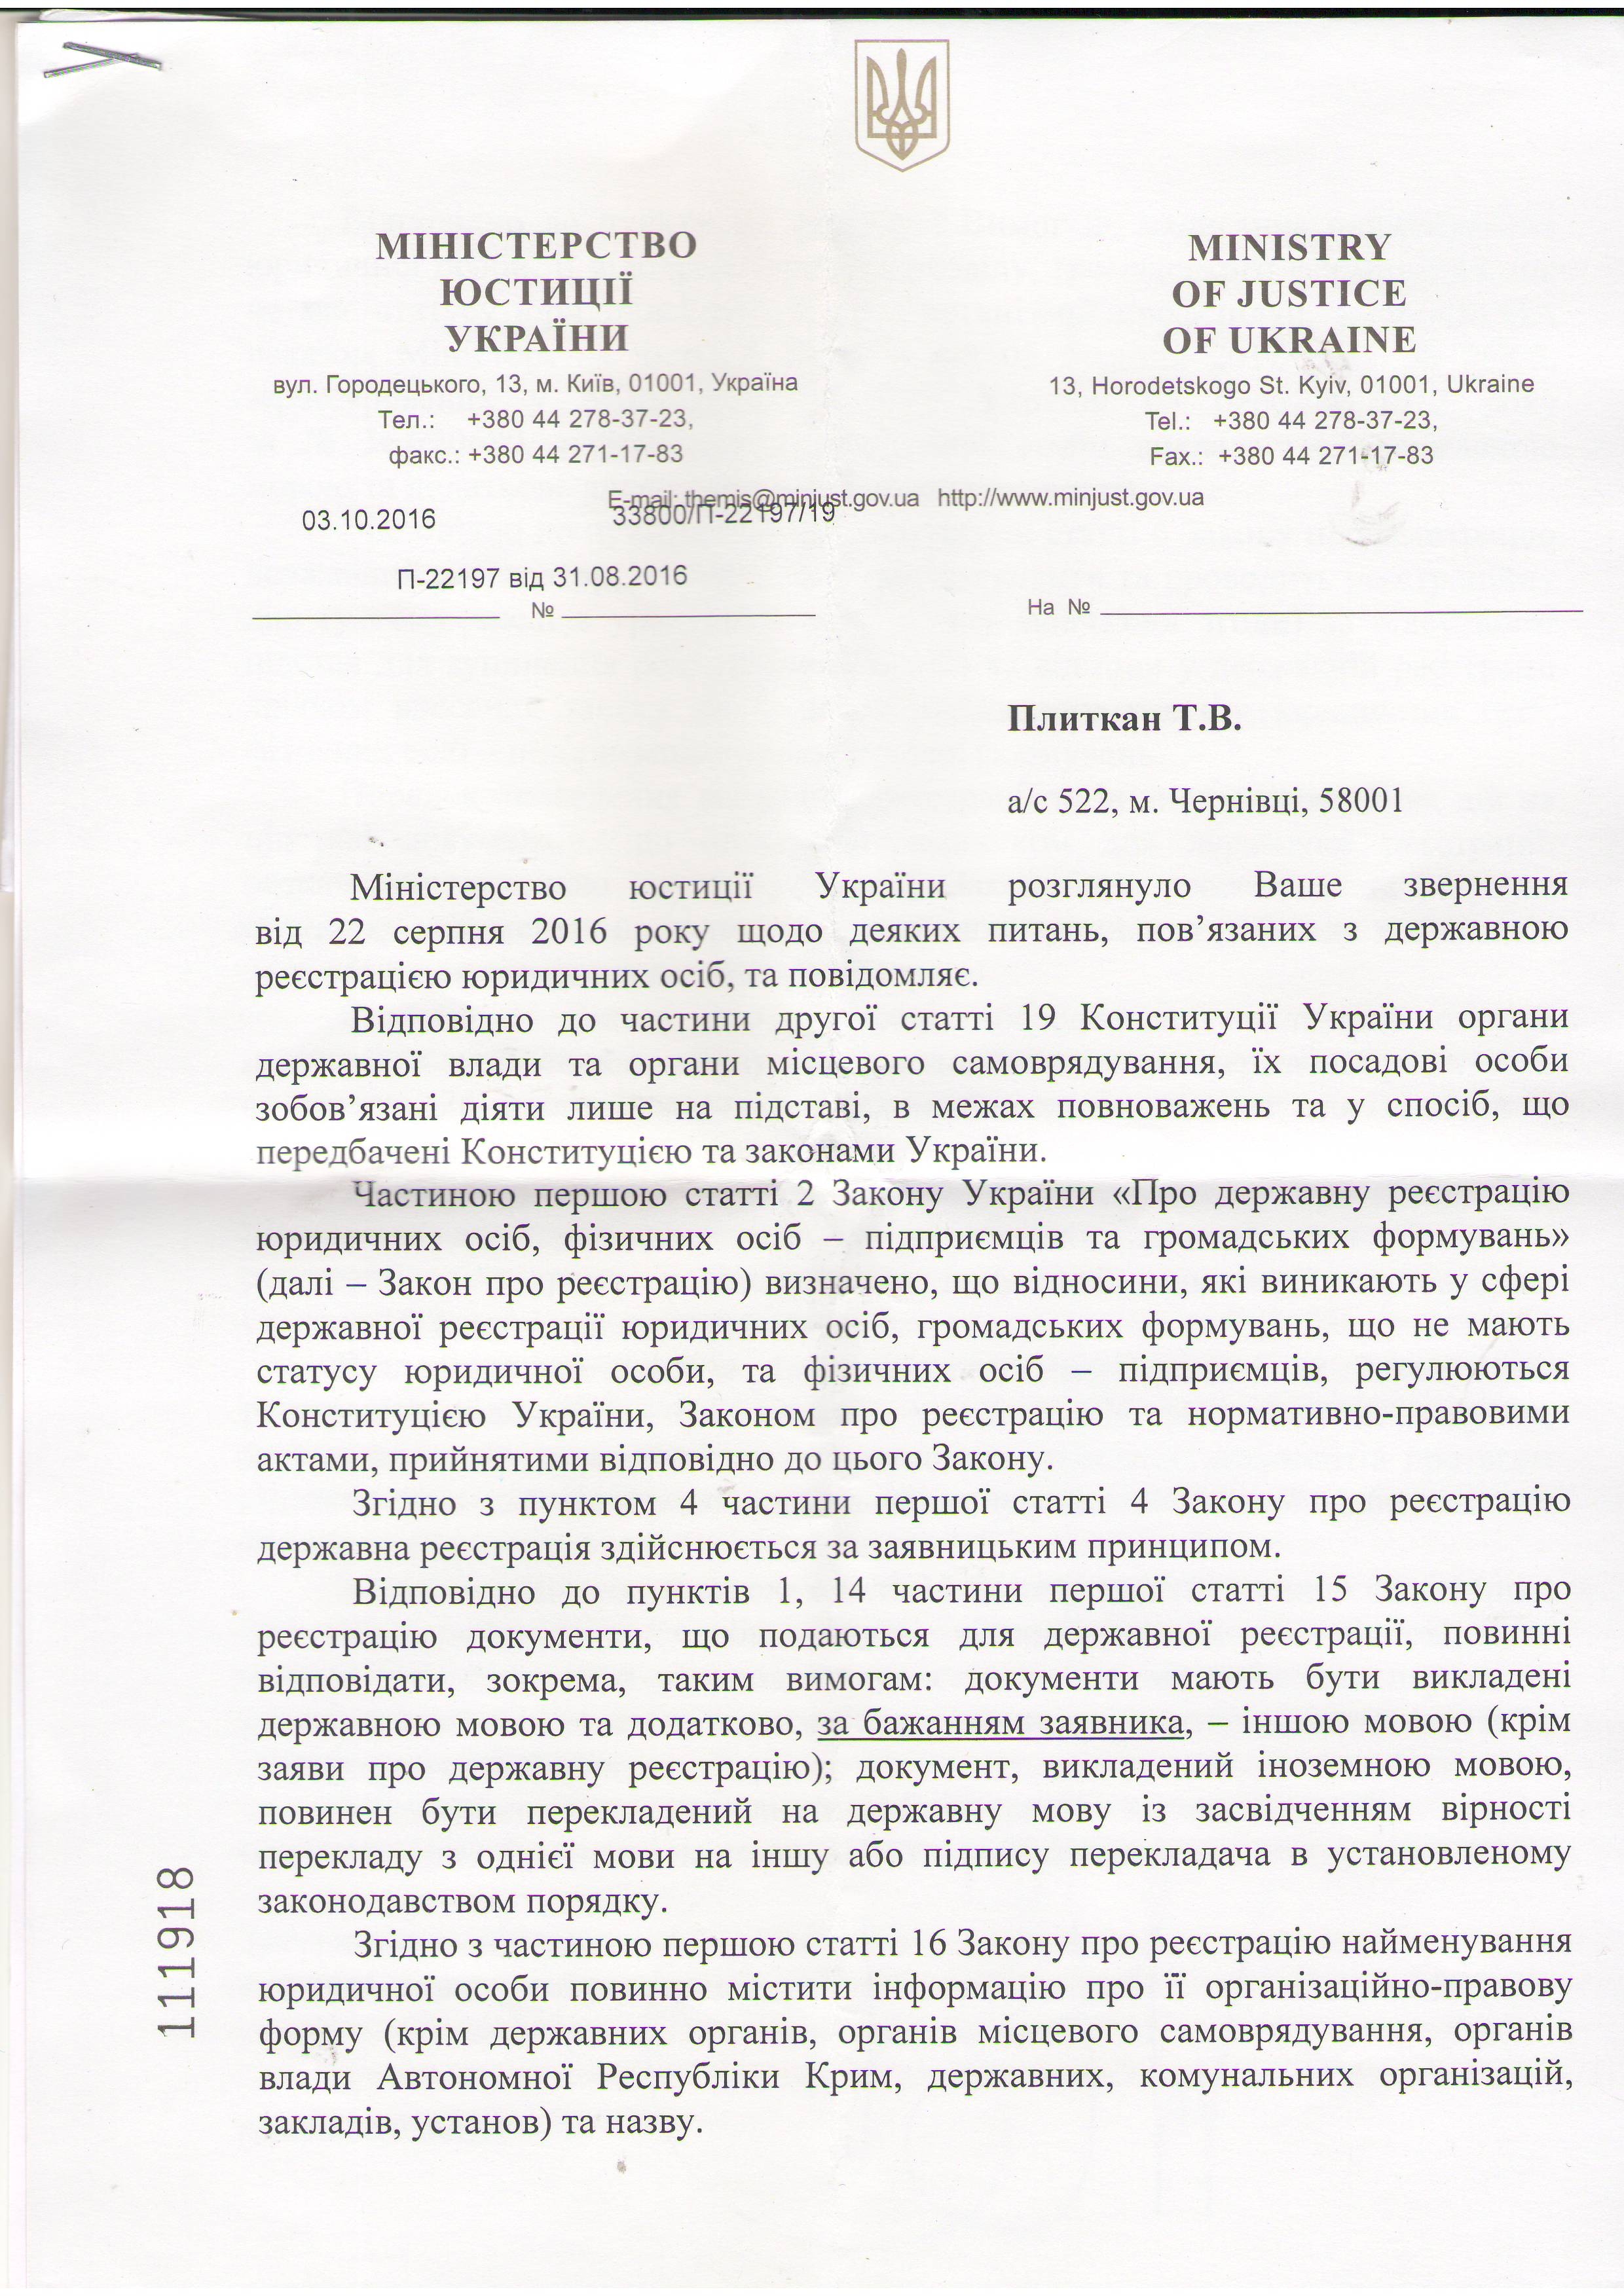 МІНІСТЕРСТВО
ЮСТИЦІЇ
УКРАЇНИ
вул. Городецького, 13, м. Київ, 01001, Україна
Тел.: +380 44 278-37-23,
факс.: +380 44 271-17-83
MINISTRY
OF JUSTICE
OF UKRAINE
13, Horodetskogo St. Kyiv, 01001, Ukraine
Tel.: +380 44 278-37-23,
Fax.: +380 44 271-17-83
E-mail: themis@minjust.gov.ua http://www.minjust.gov.ua
03.10.2016 33800/П-22197/19
П-22197 від 31.08.2016
№
На №
Плиткан Т.В.
а/с 522, м. Чернівці, 58001
Міністерство юстиції України розглянуло Ваше звернення
від 22 серпня 2016 року щодо деяких питань, пов’язаних з державною
реєстрацією юридичних осіб, та повідомляє.
Відповідно до частини другої статті 19 Конституції України органи
державної влади та органи місцевого самоврядування, їх посадові особи
зобов’язані діяти лише на підставі, в межах повноважень та у спосіб, що
передбачені Конституцією та законами України.
Частиною першою статті 2 Закону України «Про державну реєстрацію
юридичних осіб, фізичних осіб – підприємців та громадських формувань»
(далі – Закон про реєстрацію) визначено, що відносини, які виникають у сфері
державної реєстрації юридичних осіб, громадських формувань, що не мають
статусу юридичної особи, та фізичних осіб – підприємців, регулюються
Конституцією України, Законом про реєстрацію та нормативно-правовими
актами, прийнятими відповідно до цього Закону.
Згідно з пунктом 4 частини першої статті 4 Закону про реєстрацію
державна реєстрація здійснюється за заявницьким принципом.
Відповідно до пунктів 1, 14 частини першої статті 15 Закону про
реєстрацію документи, що подаються для державної реєстрації, повинні
відповідати, зокрема, таким вимогам: документи мають бути викладені
державною мовою та додатково, за бажанням заявника, – іншою мовою (крім
заяви про державну реєстрацію); документ, викладений іноземною мовою,
повинен бути перекладений на державну мову із засвідченням вірності
перекладу з однієї мови на іншу або підпису перекладача в установленому
законодавством порядку.
Згідно з частиною першою статті 16 Закону про реєстрацію найменування
юридичної особи повинно містити інформацію про її організаційно-правову
форму (крім державних органів, органів місцевого самоврядування, органів
влади Автономної Республіки Крим, державних, комунальних організацій,
закладів, установ) та назву.
111918